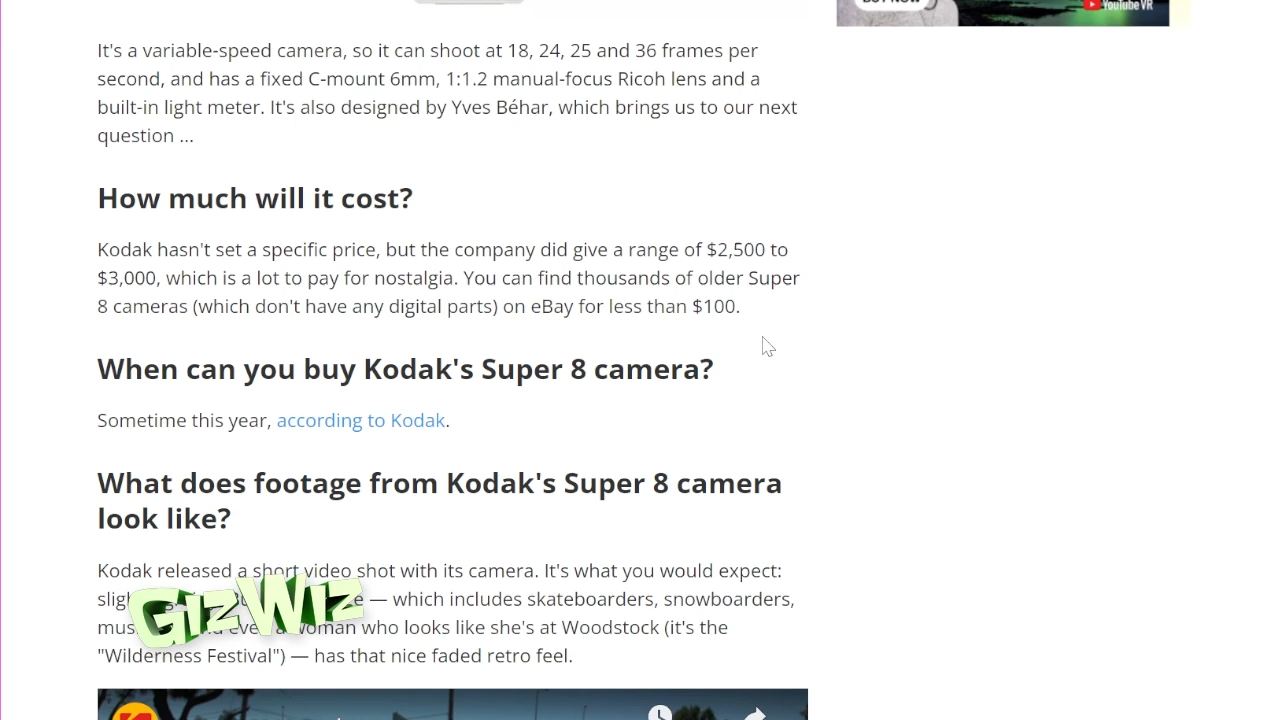 BUY NOW
YouTube VR
It's a variable-speed camera, so it can shoot at 18, 24, 25 and 36 frames per
second, and has a fixed C-mount 6mm, 1:1.2 manual-focus Ricoh lens and a
built-in light meter. It's also designed by Yves Béhar, which brings us to our next
question ...
How much will it cost?
Kodak hasn't set a specific price, but the company did give a range of $2,500 to
$3,000, which is a lot to pay for nostalgia. You can find thousands of older Super
8 cameras (which don't have any digital parts) on eBay for less than $100.
When can you buy Kodak's Super 8 camera?
Sometime this year, according to Kodak.
What does footage from Kodak's Super 8 camera
look like?
Kodak released a short video shot with its camera. It's what you would expect:
— which includes skateboarders, snowboarders,
woman who looks like she's at Woodstock (it's the
"Wilderness Festival") — has that nice faded retro feel.
GIZWIZ